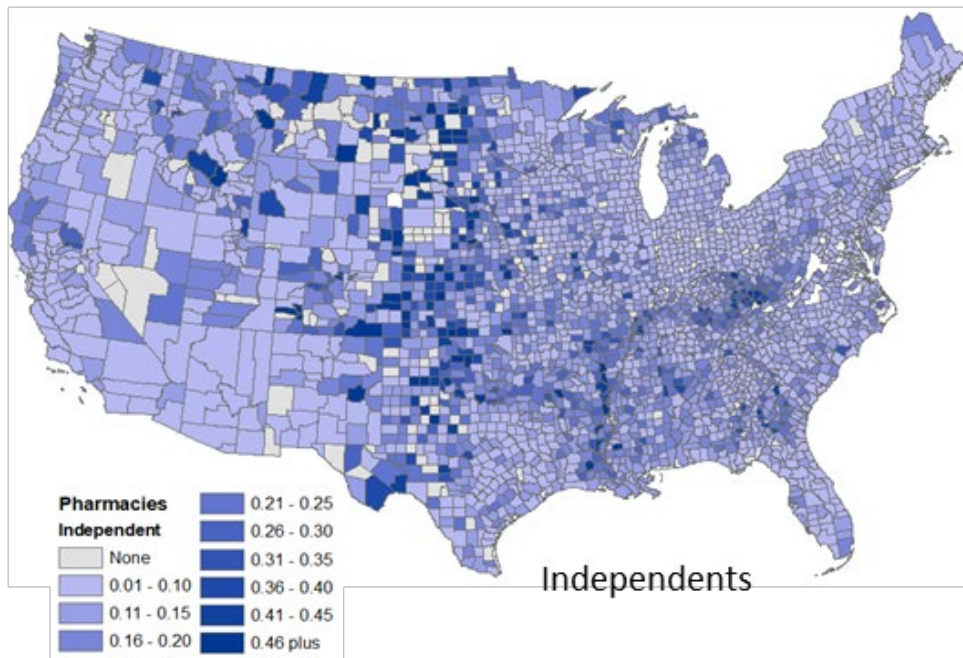 Pharmacies
Independent
None
0.01 - 0.10
0.11 - 0.15
0.16 - 0.20
0.21 - 0.25
0.26 - 0.30
0.31 - 0.35
0.36 - 0.40
0.41 - 0.45
0.46 plus
Independents